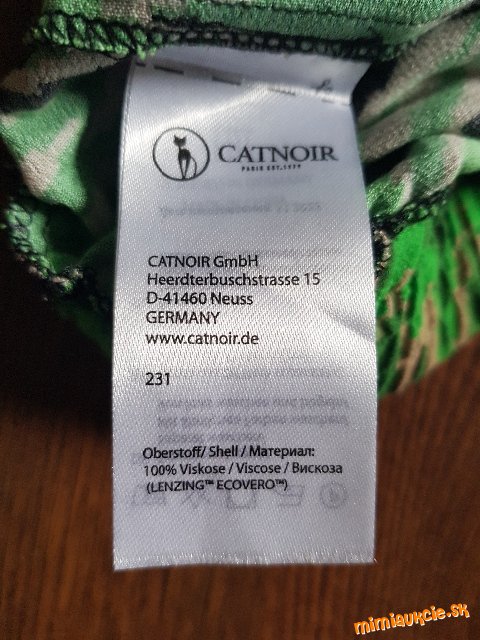 CATNOIR
PARIS EST. 1977
CATNOIR GmbH
Heerdterbuschstrasse 15
D-41460 Neuss
GERMANY
www.catnoir.de
231
Oberstoff/ Shell / Материал:
100% Viskose / Viscose / Вискоза
(LENZING™ ECOVERO™)
mimiaukcie.sk